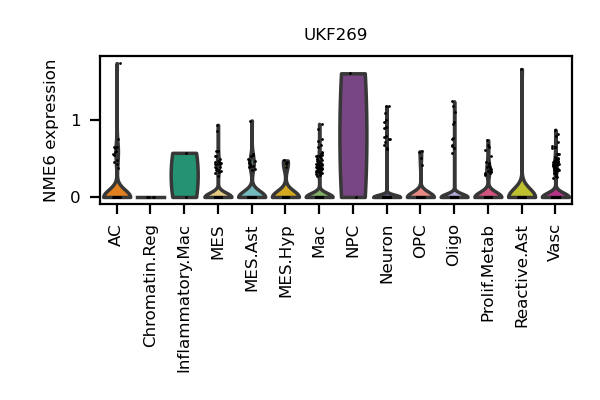 UKF269
NME6 expression
1
0
AC
Chromatin.Reg
Inflammatory.Mac
MES
MES.Ast
MES.Hyp
Mac
NPC
Neuron
OPC
Oligo
Prolif.Metab
Reactive.Ast
Vasc